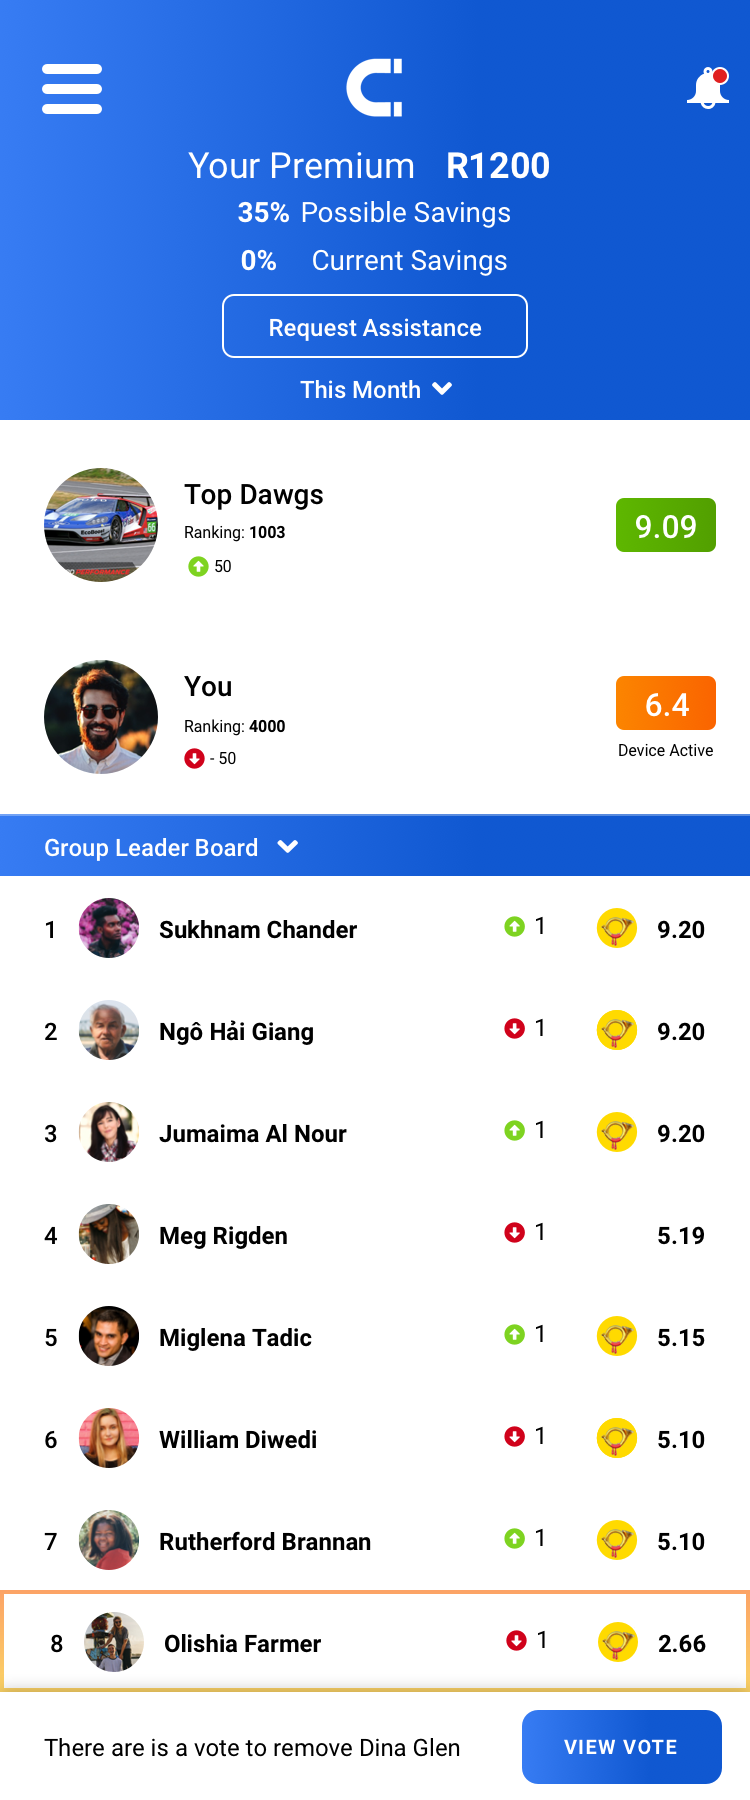 Your Premium R1200
35% Possible Savings
0% Current Savings
Request Assistance
This Month
Top Dawgs
Ranking: 1003
50
EcoBoost
66
You
Ranking: 4000
- 50
9.09
6.4
Device Active
Group Leader Board
1 Sukhnam Chander 1 9.20
2 Ngô Hải Giang 1 9.20
3 Jumaima Al Nour 1 9.20
4 Meg Rigden 1 5.19
5 Miglena Tadic 1 5.15
6 William Diwedi 1 5.10
7 Rutherford Brannan 1 5.10
8 Olishia Farmer 1 2.66
There are is a vote to remove Dina Glen
VIEW VOTE